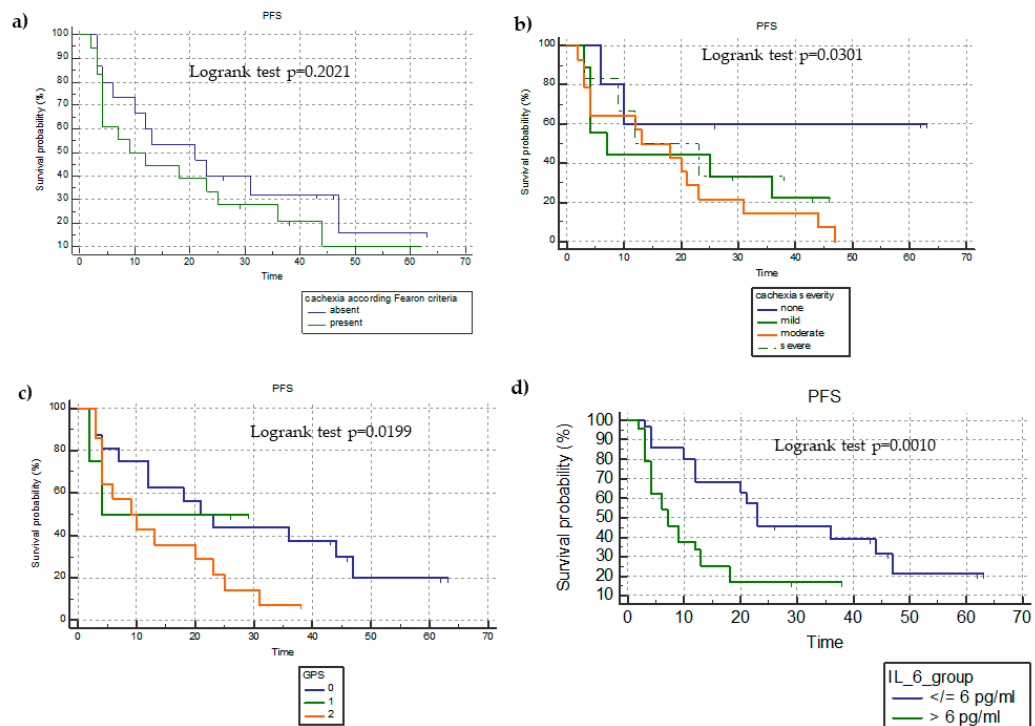 a)
PFS
Logrank test p=0.2021
Survival probability (%)
100
90
80
70
60
50
40
30
20
10
0 10 20 30 40 50 60 70
Time
cachexia according Fearon criteria
absent
present
b)
PFS
Logrank test p=0.0301
Survival probability (%)
100
80
60
40
20
0
0 10 20 30 40 50 60 70
Time
cachexia severity
none
mild
moderate
severe
c)
PFS
Logrank test p=0.0199
Survival probability (%)
100
80
60
40
20
0
0 10 20 30 40 50 60 70
Time
GPS
0
1
2
d)
PFS
Logrank test p=0.0010
Survival probability (%)
100
90
80
70
60
50
40
30
20
10
0 10 20 30 40 50 60 70
Time
IL_6_group
</= 6 pg/ml
> 6 pg/ml